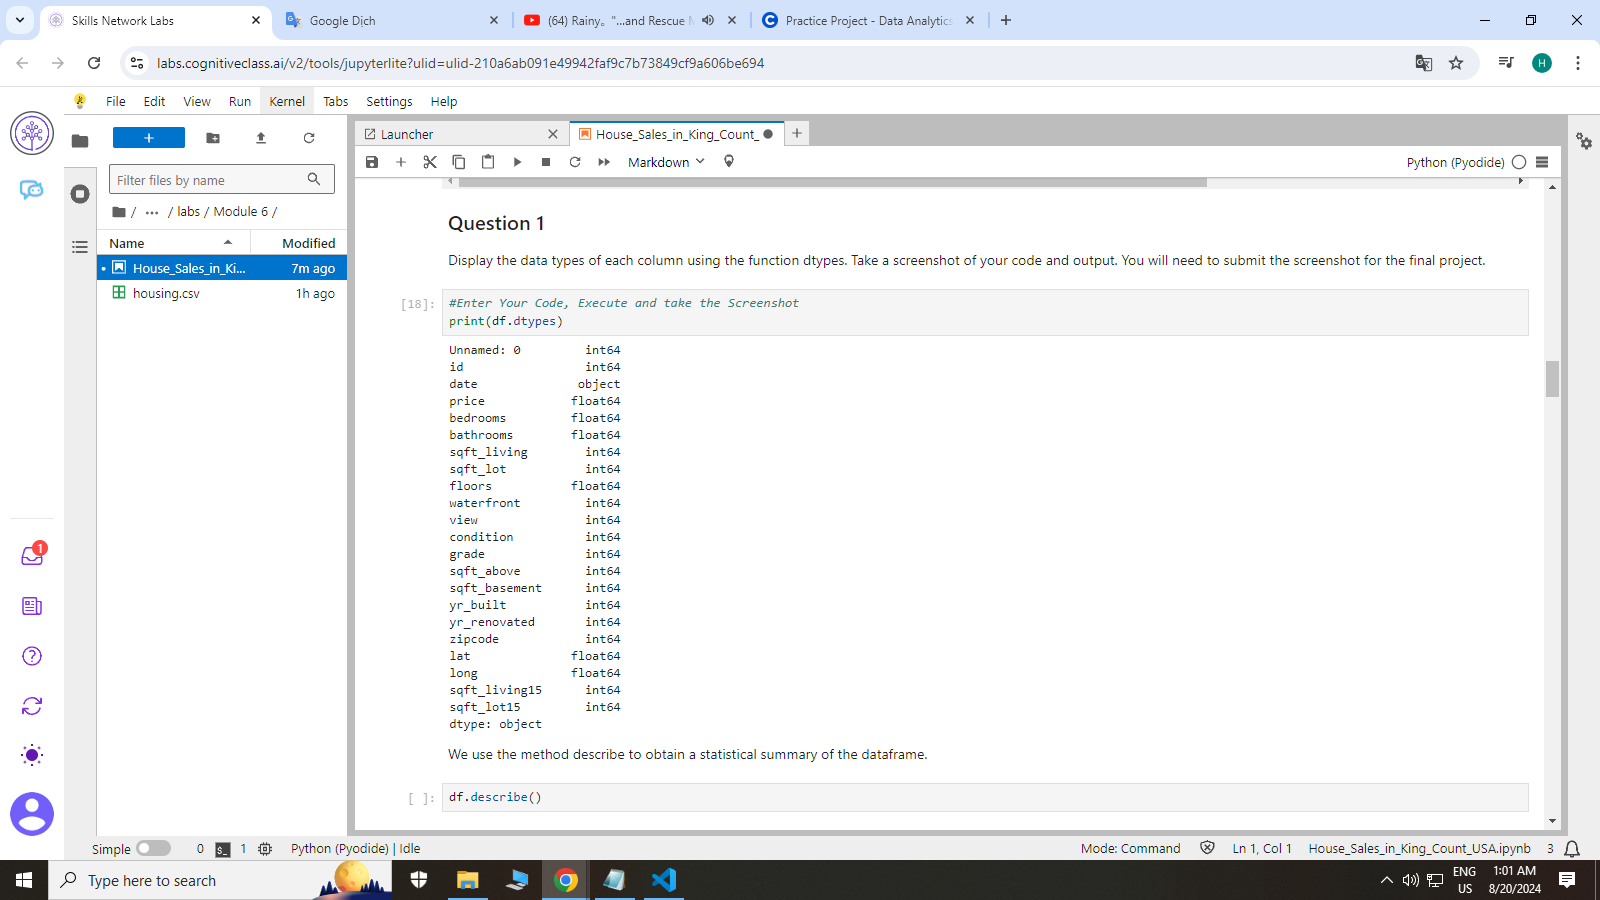 Skills Network Labs
Google Dịch
(64) Rainy。"...and Rescue
Practice Project - Data Analytics
labs.cognitiveclass.ai/v2/tools/jupyterlite?ulid=ulid-210a6ab091e49942faf9c7b73849cf9a606be694
H
File Edit View Run Kernel Tabs Settings Help
Launcher
House_Sales_in_King_Count_
Filter files by name
/ ... / labs / Module 6 /
Name Modified
House_Sales_in_Ki... 7m ago
housing.csv 1h ago
Markdown
Python (Pyodide)
Question 1
Display the data types of each column using the function dtypes. Take a screenshot of your code and output. You will need to submit the screenshot for the final project.
[18]:
#Enter Your Code, Execute and take the Screenshot
print(df.dtypes)
Unnamed: 0 int64
id int64
date object
price float64
bedrooms float64
bathrooms float64
sqft_living int64
sqft_lot int64
floors float64
waterfront int64
view int64
condition int64
grade int64
sqft_above int64
sqft_basement int64
yr_built int64
yr_renovated int64
zipcode int64
lat float64
long float64
sqft_living15 int64
sqft_lot15 int64
dtype: object
We use the method describe to obtain a statistical summary of the dataframe.
[ ]:
df.describe()
1
Simple 0 $_ 1 Python (Pyodide) | Idle
Mode: Command Ln 1, Col 1 House_Sales_in_King_Count_USA.ipynb 3
Type here to search
ENG
US
1:01 AM
8/20/2024